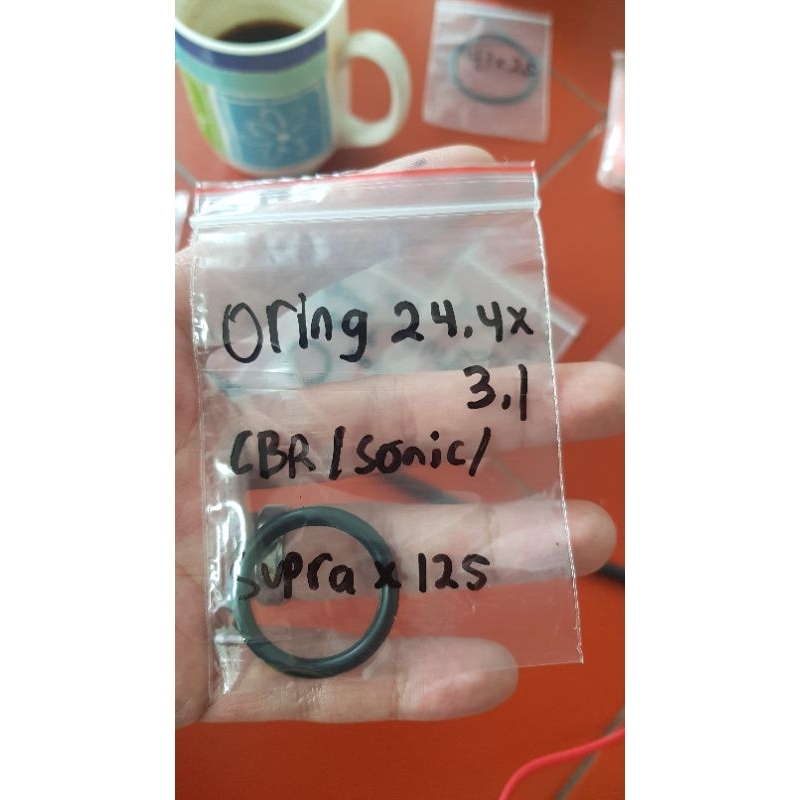 Oring 24.4x
3.1
CBR/sonic/
supra x 125